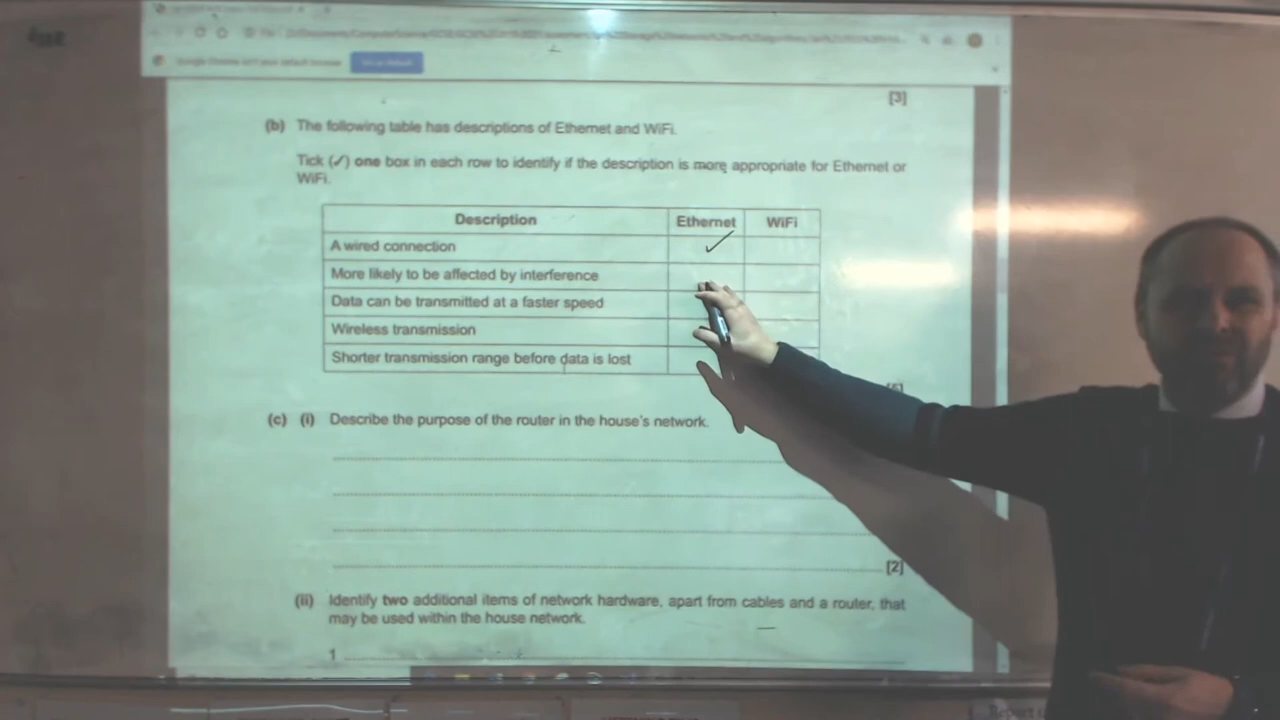 [3]
(b) The following table has descriptions of Ethernet and WiFi.
Tick (✓) one box in each row to identify if the description is more appropriate for Ethernet or
WiFi.
Description Ethernet WiFi
A wired connection ✓
More likely to be affected by interference
Data can be transmitted at a faster speed
Wireless transmission
Shorter transmission range before data is lost
(c) (i) Describe the purpose of the router in the house's network.
[2]
(ii) Identify two additional items of network hardware, apart from cables and a router, that
may be used within the house network.
1